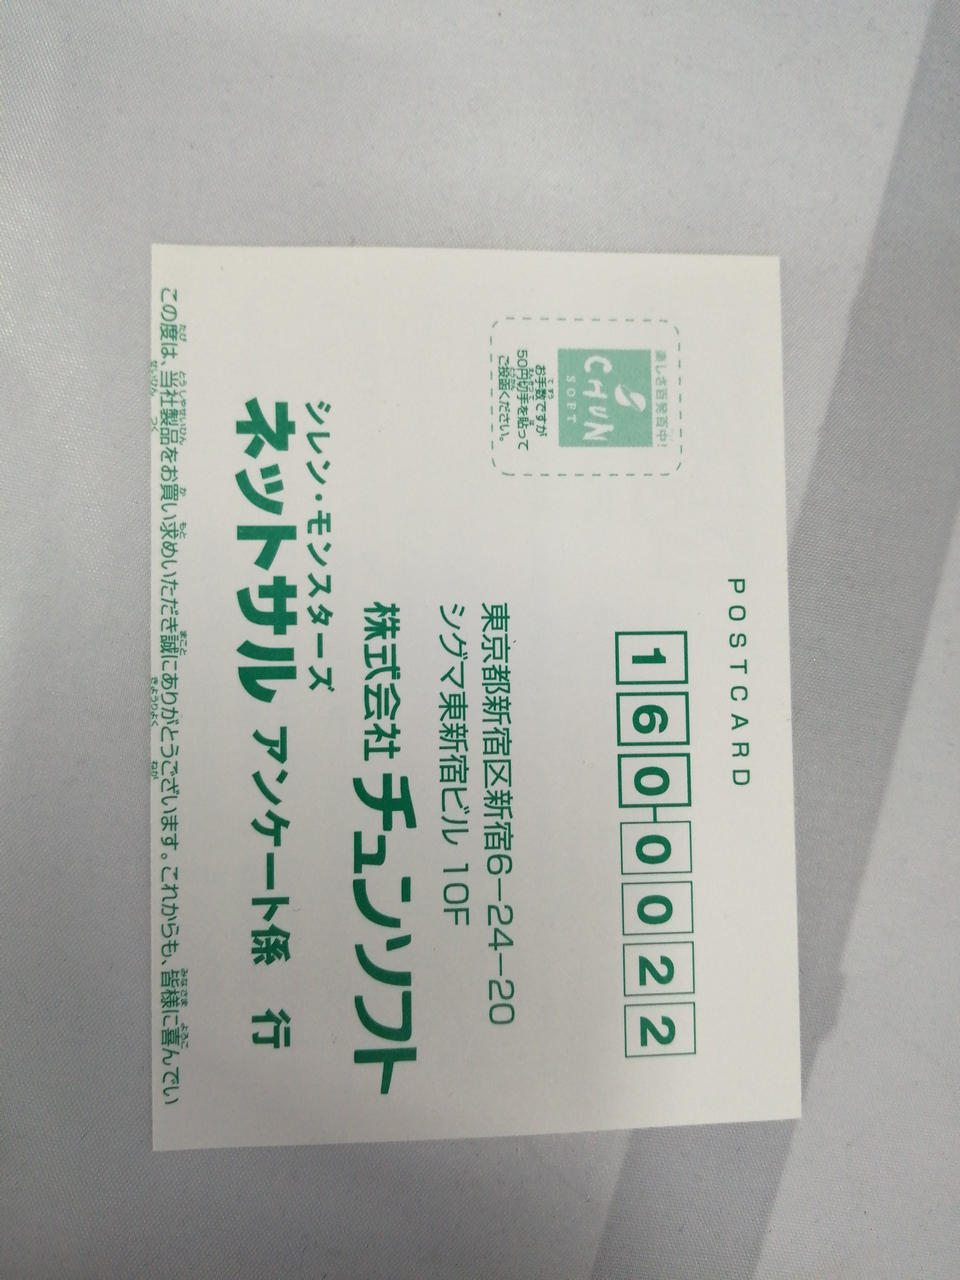 POSTCARD
160-0022
楽しさ百発百中!
CHUN
SOFT
お手数ですが
50円切手を貼って
ご投函ください。
東京都新宿区新宿6-24-20
シグマ東新宿ビル 10F
株式会社 チュンソフト
シレン・モンスターズ
ネットサル アンケート係 行
この度は、当社製品をお買い求めいただき誠にありがとうございます。これからも、皆様に喜んでい